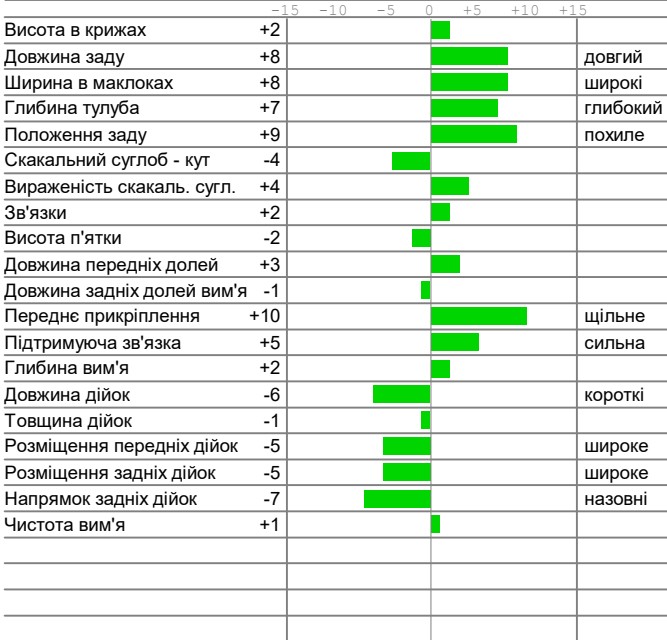 -15 -10 -5 0 +5 +10 +15
Висота в крижах +2
Довжина заду +8 довгий
Ширина в маклоках +8 широкі
Глибина тулуба +7 глибокий
Положення заду +9 похиле
Скакальний суглоб - кут -4
Вираженість скакаль. сугл. +4
Зв'язки +2
Висота п'ятки -2
Довжина передніх долей +3
Довжина задніх долей вим'я -1
Переднє прикріплення +10 щільне
Підтримуюча зв'язка +5 сильна
Глибина вим'я +2
Довжина дійок -6 короткі
Товщина дійок -1
Розміщення передніх дійок -5 широке
Розміщення задніх дійок -5 широке
Напрямок задніх дійок -7 назовні
Чистота вим'я +1